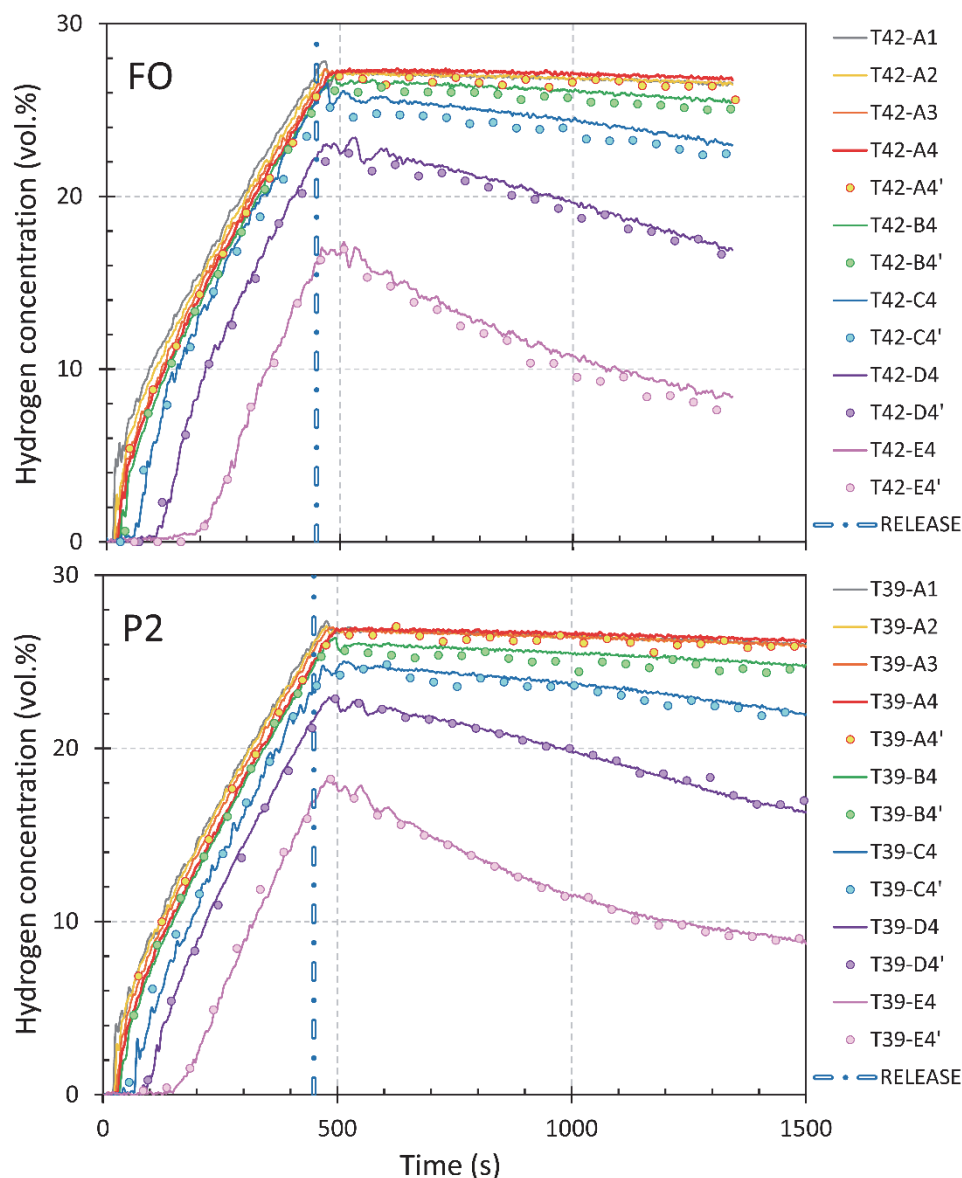 30
FO
20
10
0
Hydrogen concentration (vol.%)
T42-A1
T42-A2
T42-A3
T42-A4
T42-A4'
T42-B4
T42-B4'
T42-C4
T42-C4'
T42-D4
T42-D4'
T42-E4
T42-E4'
RELEASE
30
P2
20
10
0
Hydrogen concentration (vol.%)
0
500
1000
1500
Time (s)
T39-A1
T39-A2
T39-A3
T39-A4
T39-A4'
T39-B4
T39-B4'
T39-C4
T39-C4'
T39-D4
T39-D4'
T39-E4
T39-E4'
RELEASE